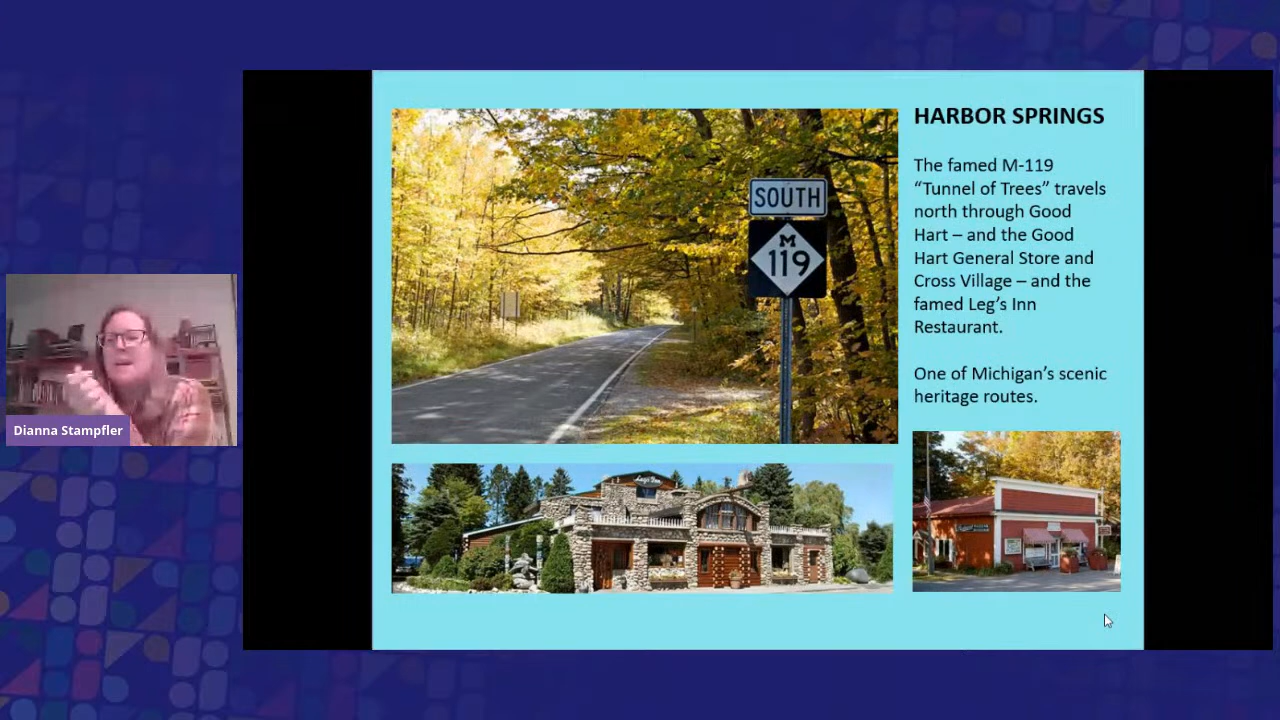 HARBOR SPRINGS
The famed M-119
“Tunnel of Trees” travels
north through Good
Hart – and the Good
Hart General Store and
Cross Village – and the
famed Leg’s Inn
Restaurant.
One of Michigan’s scenic
heritage routes.
SOUTH
M
119
Legs Inn
Dianna Stampfler